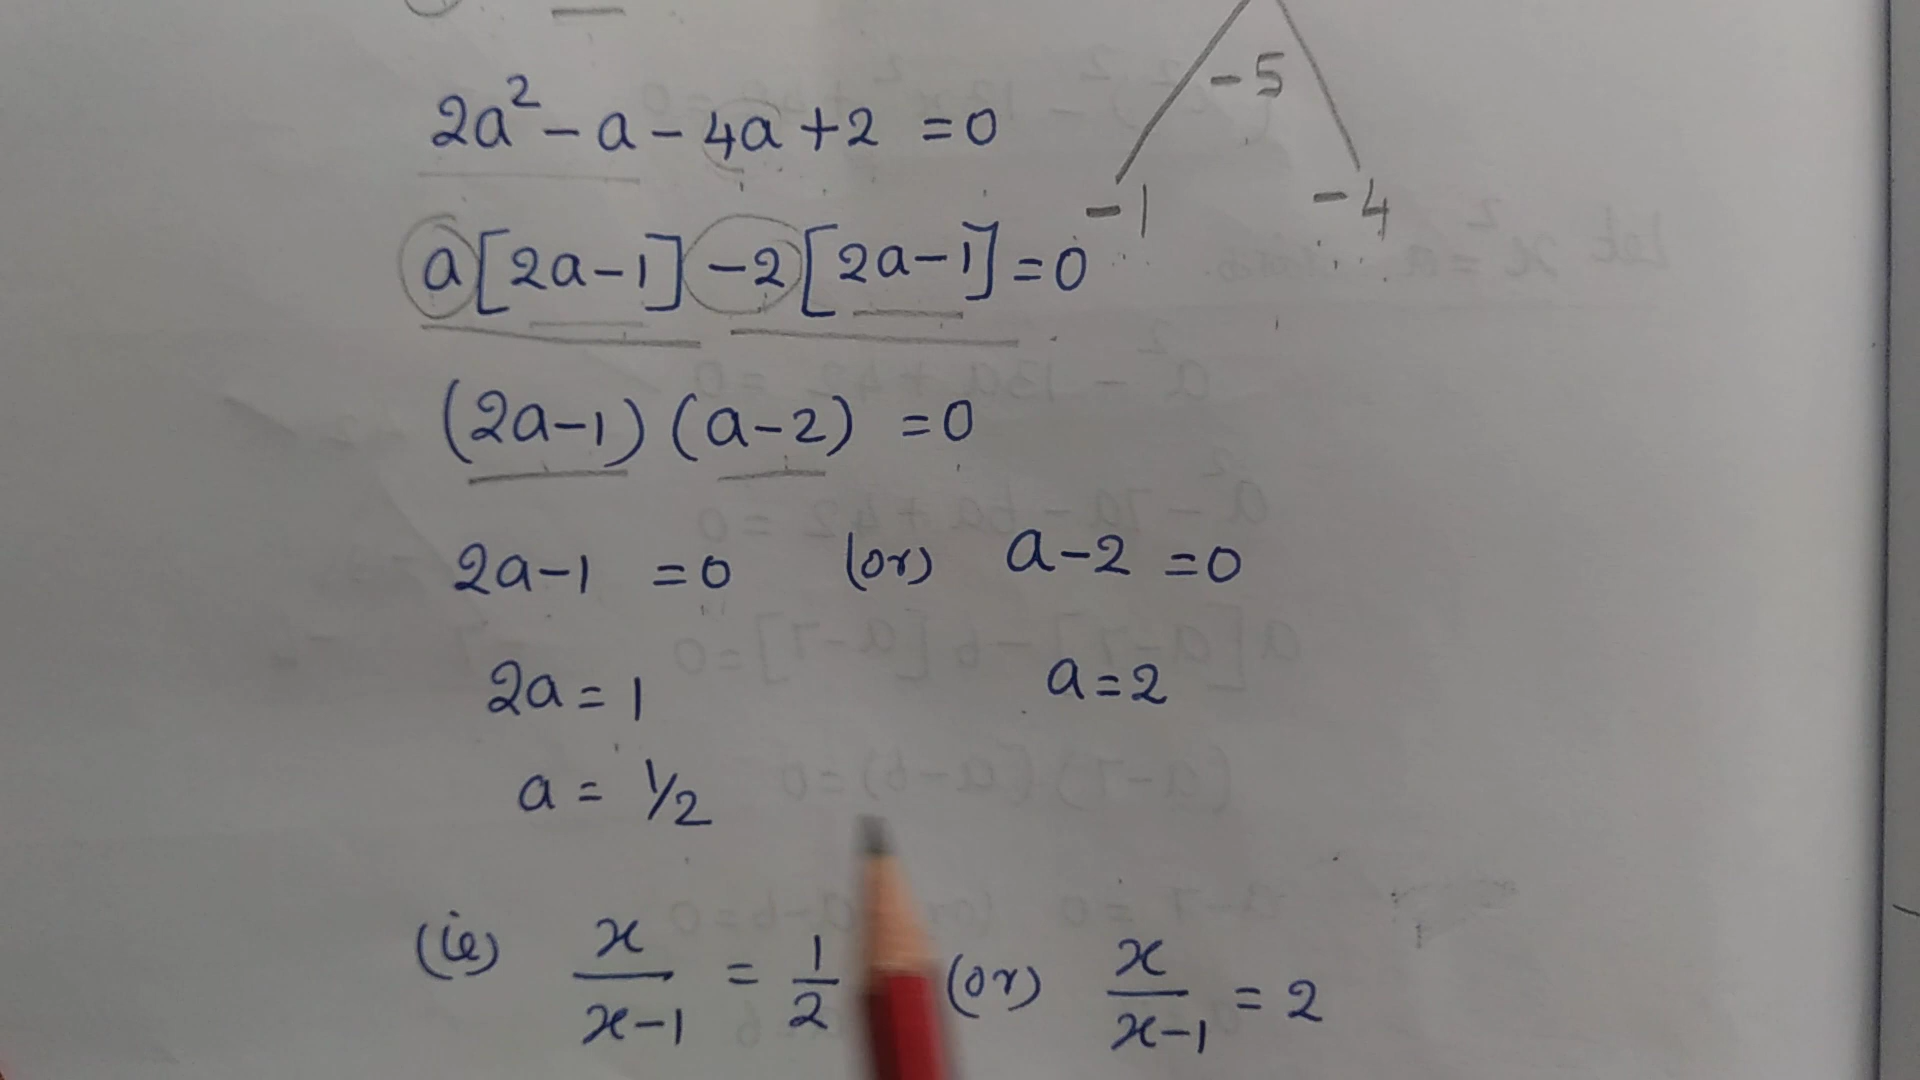 -5
2a² - a - 4a + 2 = 0
-1 -4
a[2a-1] -2[2a-1] = 0
(2a-1) (a-2) = 0
2a-1 = 0 (or) a-2 = 0
2a = 1 a = 2
a = 1/2
(ie) x/(x-1) = 1/2 (or) x/(x-1) = 2